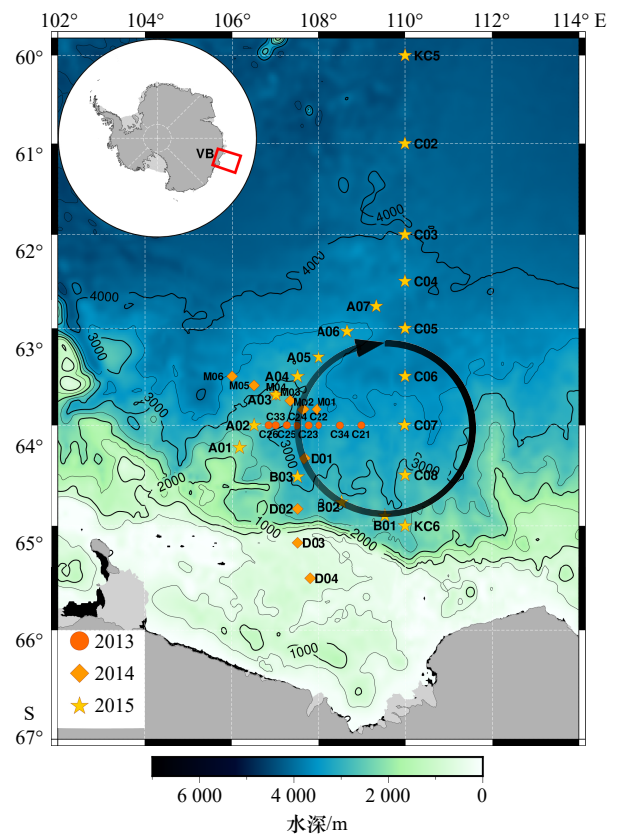 102° 104° 106° 108° 110° 112° 114° E
60°
KC5
VB
61°
C02
4000
62°
C03
4000
C04
4000
A07
C05
A06
63°
3000
A05
M06
A04
C06
M05
M04
M03
A03
M02 M01
3000
C33 C24 C22
64°
A02
C07
C26 C25 C23 C34 C21
A01
3000
D01
3000
2000
B03
C08
D02
B02
1000
B01
KC6
65°
2000
D03
D04
66°
1000
2013
2014
2015
S
67°
6 000 4 000 2 000 0
水深/m